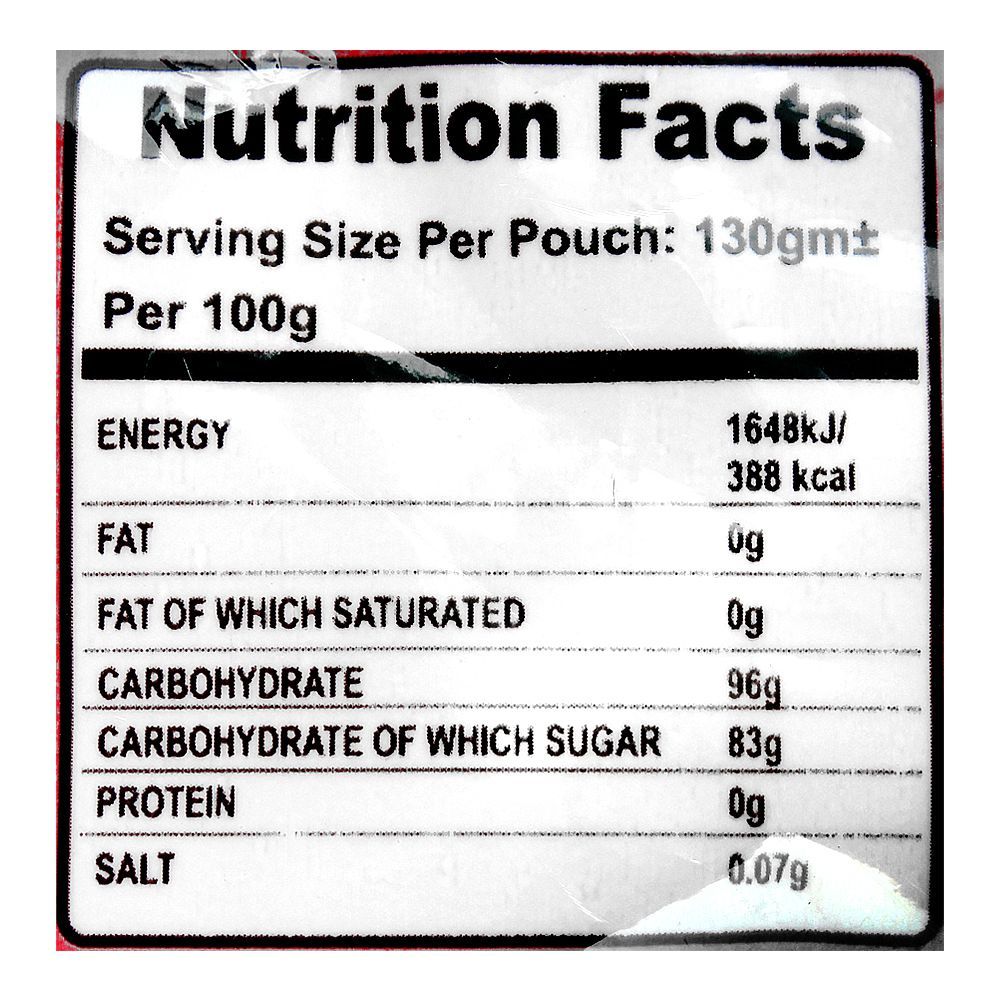 Nutrition Facts
Serving Size Per Pouch: 130gm±
Per 100g
ENERGY 1648kJ/
388 kcal
FAT 0g
FAT OF WHICH SATURATED 0g
CARBOHYDRATE 96g
CARBOHYDRATE OF WHICH SUGAR 83g
PROTEIN 0g
SALT 0.07g